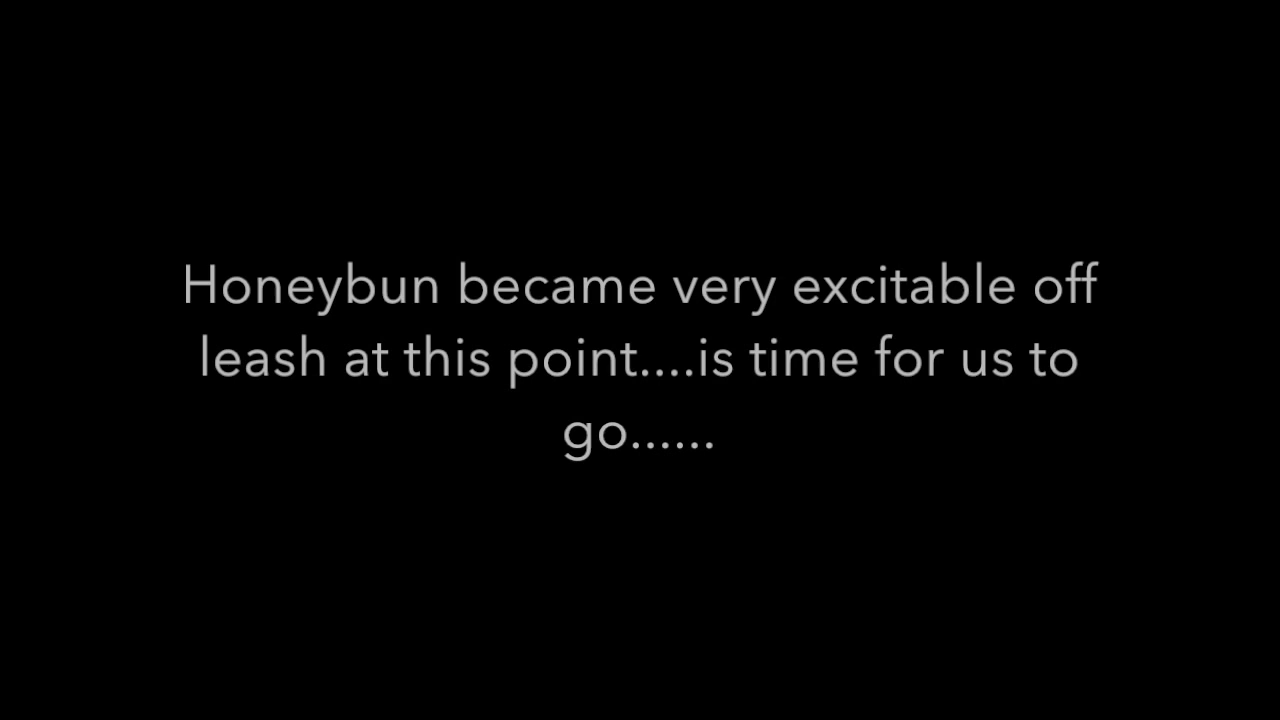 Honeybun became very excitable off
leash at this point....is time for us to
go......